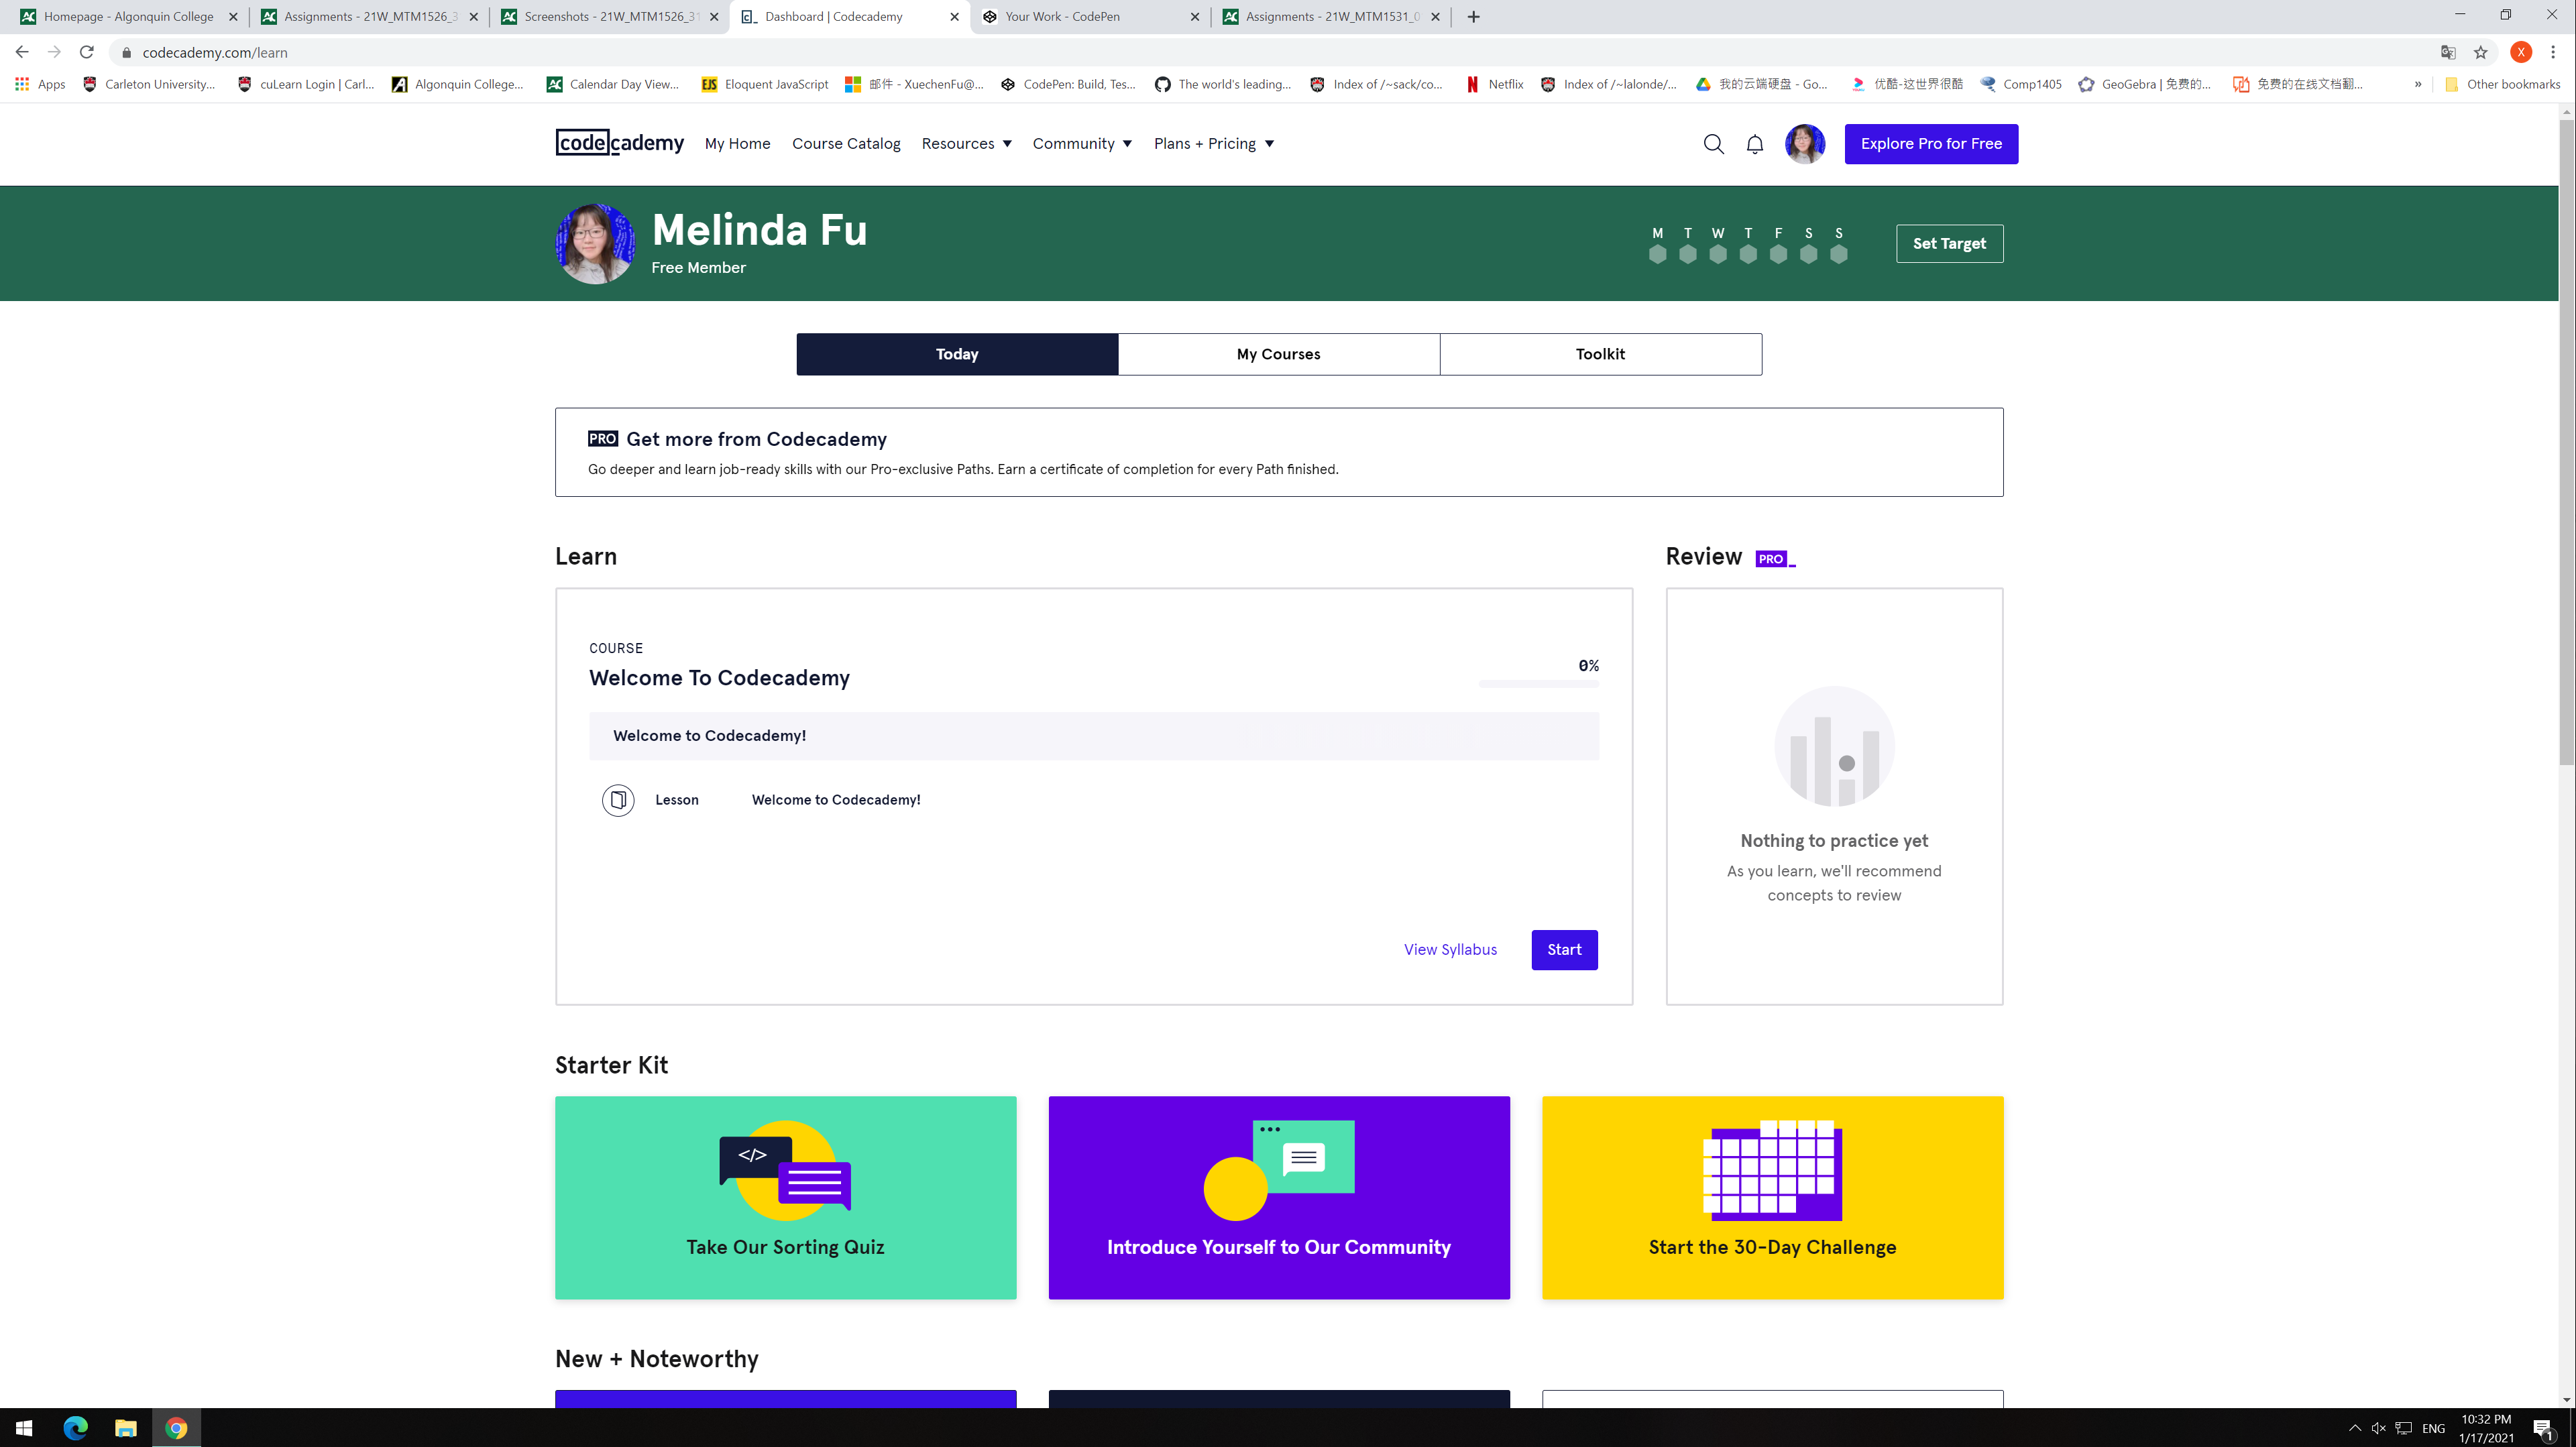 Homepage - Algonquin College
Assignments - 21W_MTM1526_3
Screenshots - 21W_MTM1526_31
Dashboard | Codecademy
Your Work - CodePen
Assignments - 21W_MTM1531_0
codecademy.com/learn
Apps
Carleton University...
cuLearn Login | Carl...
Algonquin College...
Calendar Day View...
EJS
Eloquent JavaScript
邮件 - XuechenFu@...
CodePen: Build, Tes...
The world's leading...
Index of /~sack/co...
Netflix
Index of /~lalonde/...
我的云端硬盘 - Go...
优酷-这世界很酷
Comp1405
GeoGebra | 免费的...
免费的在线文档翻...
»
Other bookmarks
X
codecademy
My Home
Course Catalog
Resources
Community
Plans + Pricing
Explore Pro for Free
Melinda Fu
Free Member
M T W T F S S
Set Target
Today
My Courses
Toolkit
PRO Get more from Codecademy
Go deeper and learn job-ready skills with our Pro-exclusive Paths. Earn a certificate of completion for every Path finished.
Learn
COURSE
Welcome To Codecademy
0%
Welcome to Codecademy!
Lesson
Welcome to Codecademy!
View Syllabus
Start
Review PRO
Nothing to practice yet
As you learn, we'll recommend
concepts to review
Starter Kit
</>
Take Our Sorting Quiz
Introduce Yourself to Our Community
Start the 30-Day Challenge
New + Noteworthy
ENG
10:32 PM
1/17/2021
1